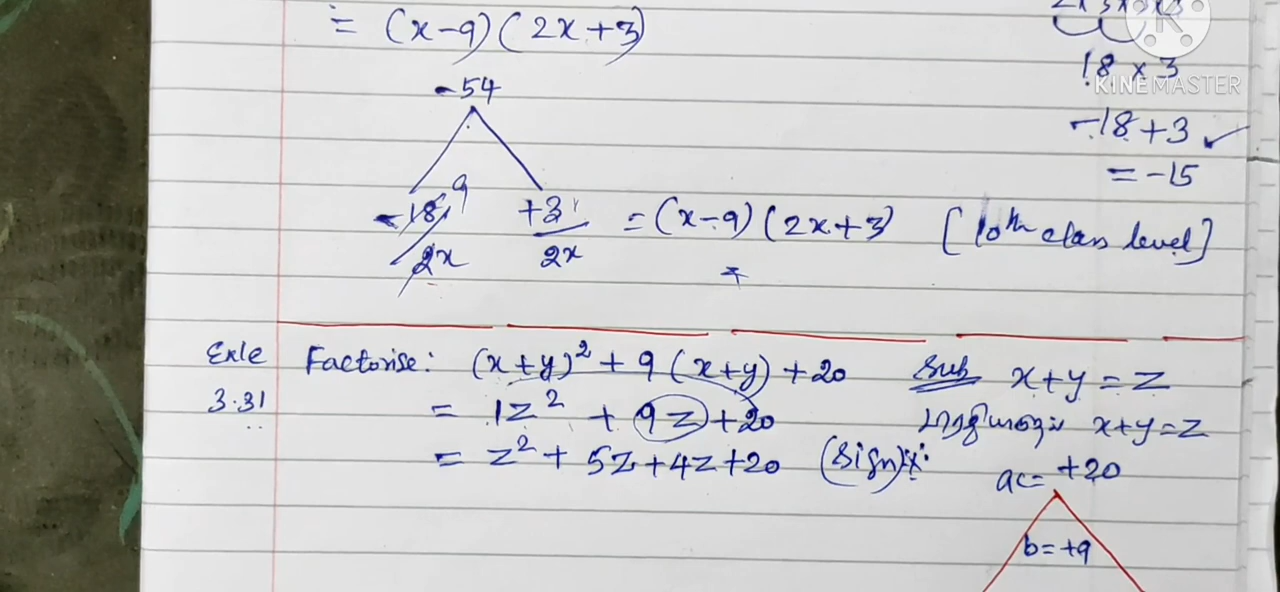 = (x-9)(2x+3)
18 x 3
KINEMASTER
-54
-18+3 ✓
= -15
-18 9 +3 = (x-9)(2x+3) [10th class level]
2x 2x
Exle Factorise: (x+y)² + 9(x+y) + 20 Sub x+y = z
3.31 = 1z² + 9z + 20 x+y=z
= z² + 5z + 4z + 20 (Sign)
ac= +20
b= +9